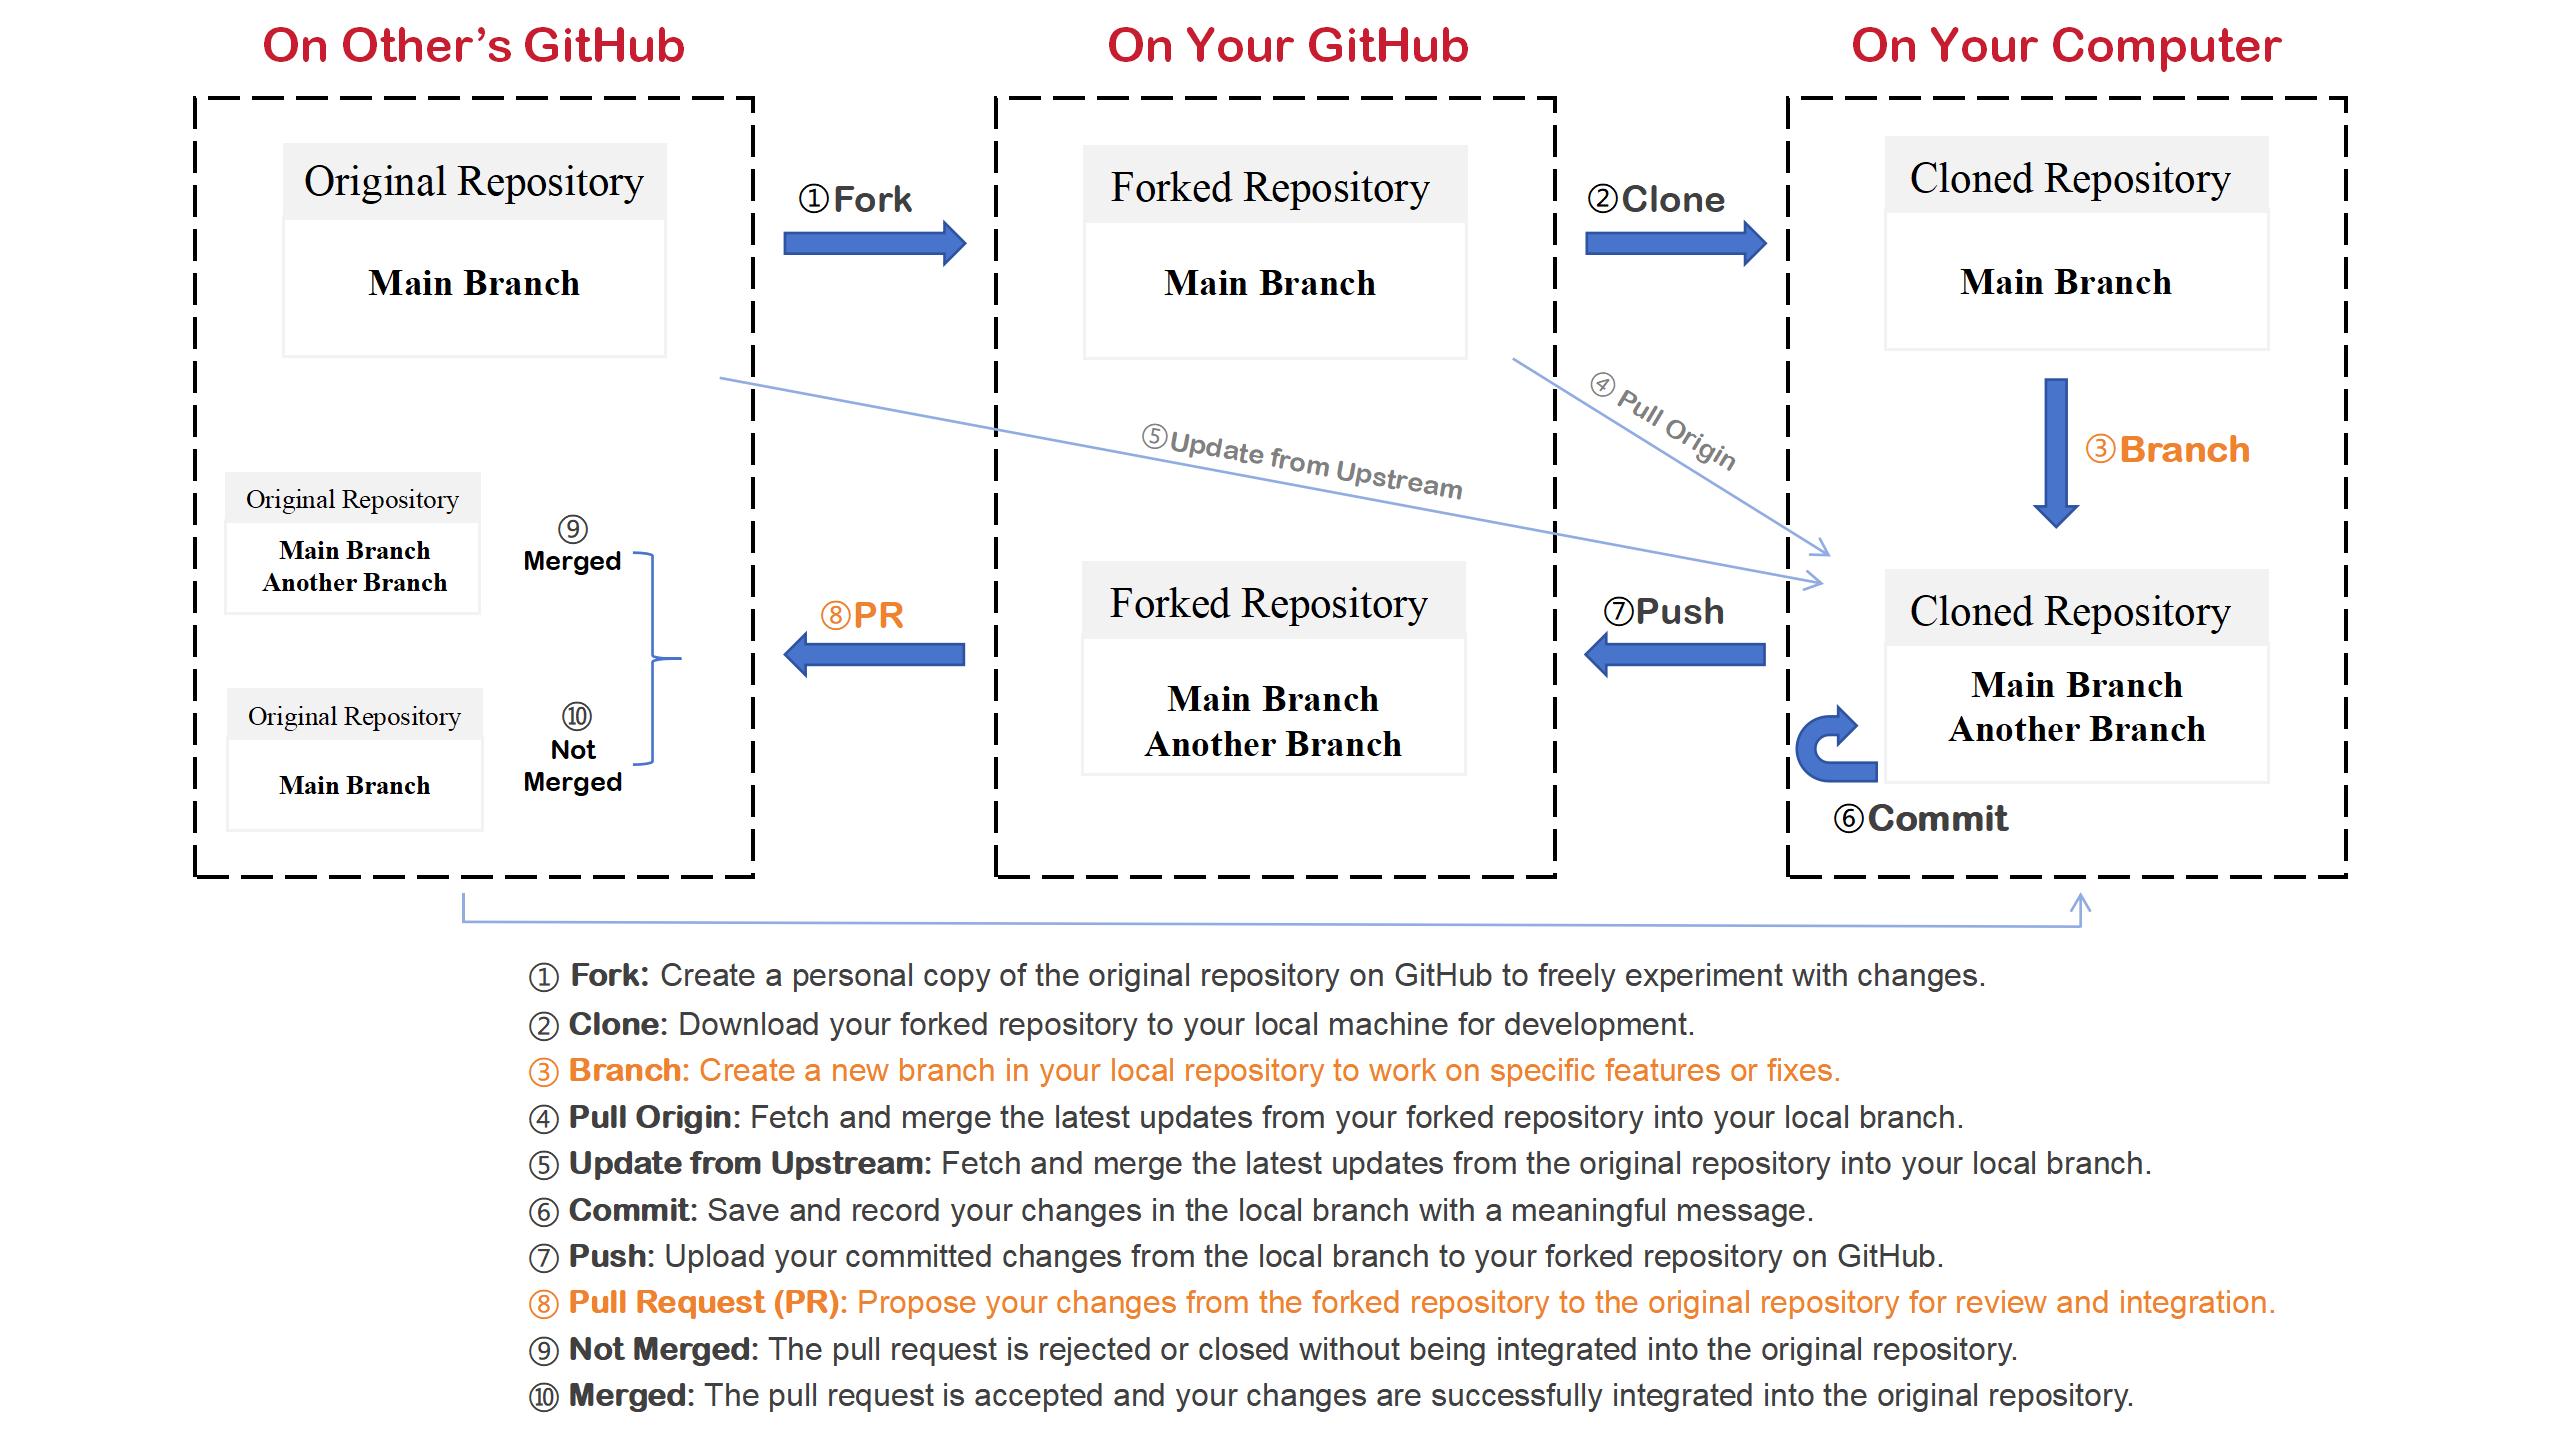 On Other's GitHub
On Your GitHub
On Your Computer
Original Repository
Main Branch
①Fork
Forked Repository
Main Branch
②Clone
Cloned Repository
Main Branch
④ Pull Origin
⑤Update from Upstream
③Branch
Original Repository
Main Branch
Another Branch
⑨
Merged
Original Repository
Main Branch
⑩
Not
Merged
⑧PR
Forked Repository
Main Branch
Another Branch
⑦Push
Cloned Repository
Main Branch
Another Branch
⑥Commit
① Fork: Create a personal copy of the original repository on GitHub to freely experiment with changes.
② Clone: Download your forked repository to your local machine for development.
③ Branch: Create a new branch in your local repository to work on specific features or fixes.
④ Pull Origin: Fetch and merge the latest updates from your forked repository into your local branch.
⑤ Update from Upstream: Fetch and merge the latest updates from the original repository into your local branch.
⑥ Commit: Save and record your changes in the local branch with a meaningful message.
⑦ Push: Upload your committed changes from the local branch to your forked repository on GitHub.
⑧ Pull Request (PR): Propose your changes from the forked repository to the original repository for review and integration.
⑨ Not Merged: The pull request is rejected or closed without being integrated into the original repository.
⑩ Merged: The pull request is accepted and your changes are successfully integrated into the original repository.